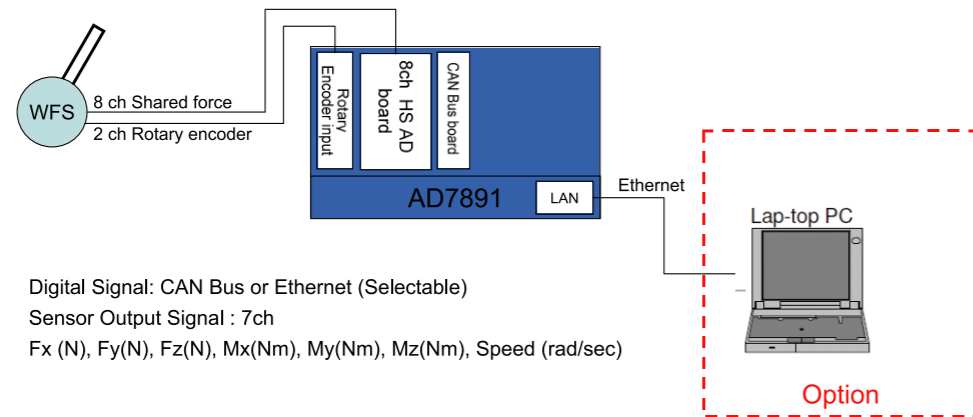 WFS
8 ch Shared force
2 ch Rotary encoder
Rotary
Encoder input
8ch HS AD
board
CAN Bus board
AD7891
LAN
Ethernet
Lap-top PC
Option
Digital Signal: CAN Bus or Ethernet (Selectable)
Sensor Output Signal : 7ch
Fx (N), Fy(N), Fz(N), Mx(Nm), My(Nm), Mz(Nm), Speed (rad/sec)